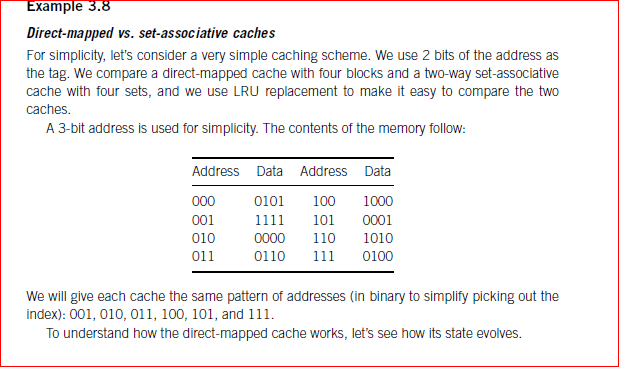 Example 3.8
Direct-mapped vs. set-associative caches
For simplicity, let's consider a very simple caching scheme. We use 2 bits of the address as
the tag. We compare a direct-mapped cache with four blocks and a two-way set-associative
cache with four sets, and we use LRU replacement to make it easy to compare the two
caches.
A 3-bit address is used for simplicity. The contents of the memory follow:
Address Data Address Data
000 0101 100 1000
001 1111 101 0001
010 0000 110 1010
011 0110 111 0100
We will give each cache the same pattern of addresses (in binary to simplify picking out the
index): 001, 010, 011, 100, 101, and 111.
To understand how the direct-mapped cache works, let's see how its state evolves.